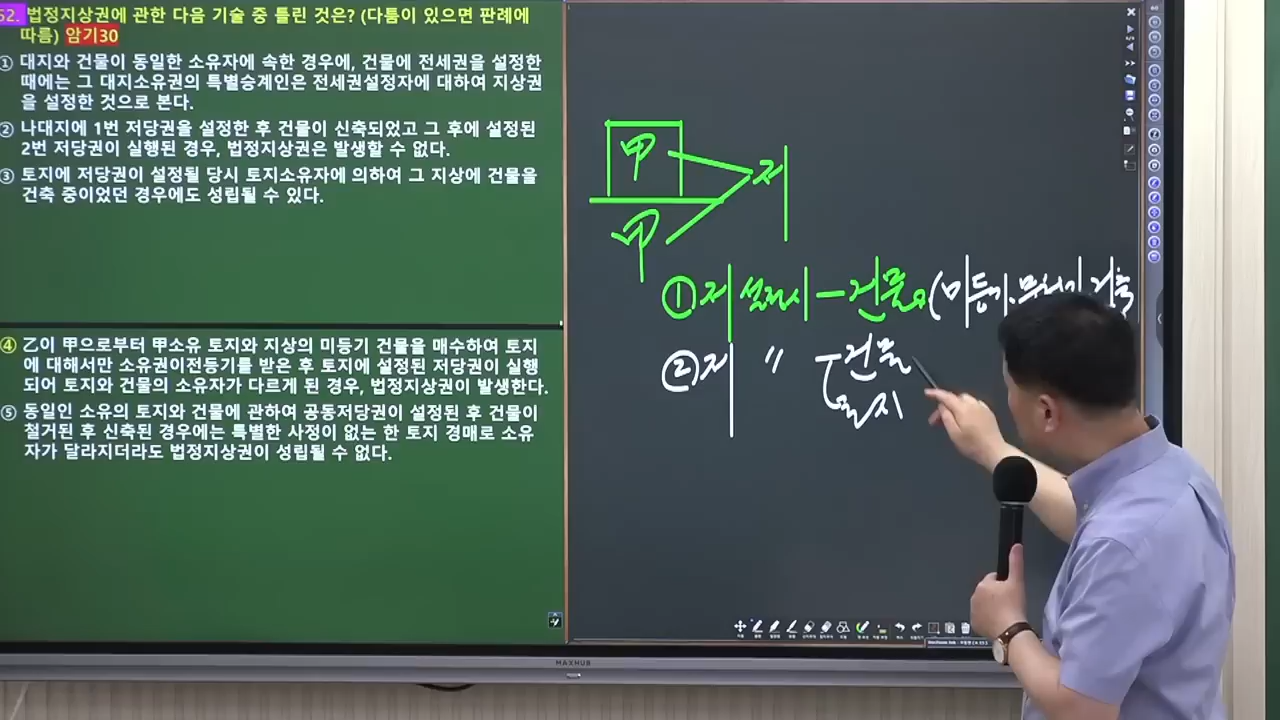 52. 법정지상권에 관한 다음 기술 중 틀린 것은? (다툼이 있으면 판례에
따름) 암기30
① 대지와 건물이 동일한 소유자에 속한 경우에, 건물에 전세권을 설정한
때에는 그 대지소유권의 특별승계인은 전세권설정자에 대하여 지상권
을 설정한 것으로 본다.
② 나대지에 1번 저당권을 설정한 후 건물이 신축되었고 그 후에 설정된
2번 저당권이 실행된 경우, 법정지상권은 발생할 수 없다.
③ 토지에 저당권이 설정될 당시 토지소유자에 의하여 그 지상에 건물을
건축 중이었던 경우에도 성립될 수 있다.
④ 乙이 甲으로부터 甲소유 토지와 지상의 미등기 건물을 매수하여 토지
에 대해서만 소유권이전등기를 받은 후 토지에 설정된 저당권이 실행
되어 토지와 건물의 소유자가 다르게 된 경우, 법정지상권이 발생한다.
⑤ 동일인 소유의 토지와 건물에 관하여 공동저당권이 설정된 후 건물이
철거된 후 신축된 경우에는 특별한 사정이 없는 한 토지 경매로 소유
자가 달라지더라도 법정지상권이 성립될 수 없다.
甲
저
甲
① 저 설정시 - 건물o (미등기·무허가
② 저 〃 건물
토지
MAXHUB